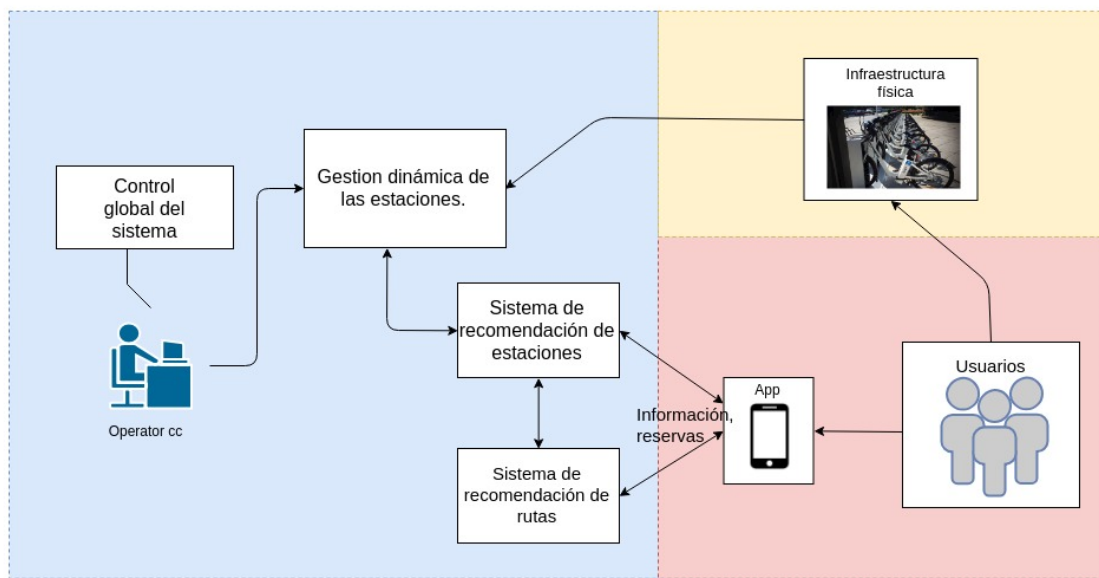 Infraestructura
física
Gestion dinámica de
las estaciones.
Control
global del
sistema
Sistema de
recomendación de
estaciones
Operator cc
App
Información,
reservas
Usuarios
Sistema de
recomendación de
rutas